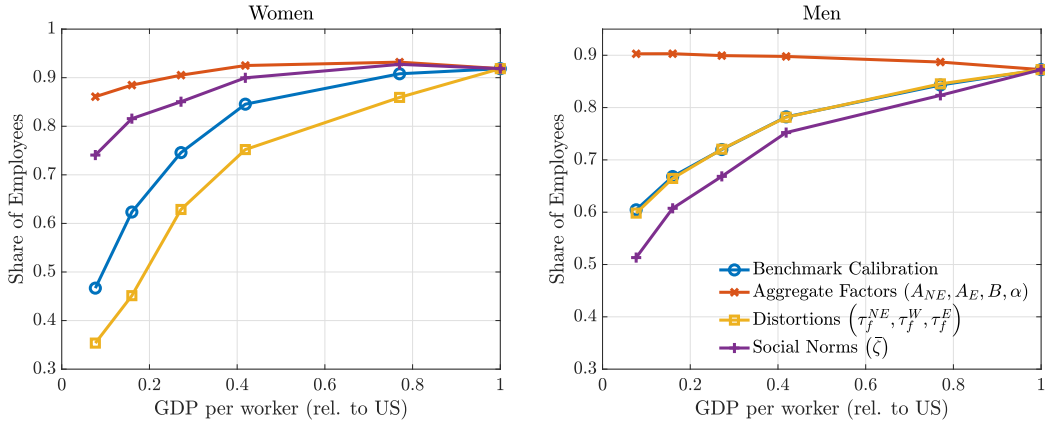 Women
Share of Employees
1
0.9
0.8
0.7
0.6
0.5
0.4
0.3
0 0.2 0.4 0.6 0.8 1
GDP per worker (rel. to US)
Men
Share of Employees
0.9
0.8
0.7
0.6
0.5
0.4
0.3
Benchmark Calibration
Aggregate Factors (A_{NE}, A_E, B, α)
Distortions (τ_f^{NE}, τ_f^W, τ_f^E)
Social Norms (ζ̄)
0 0.2 0.4 0.6 0.8 1
GDP per worker (rel. to US)